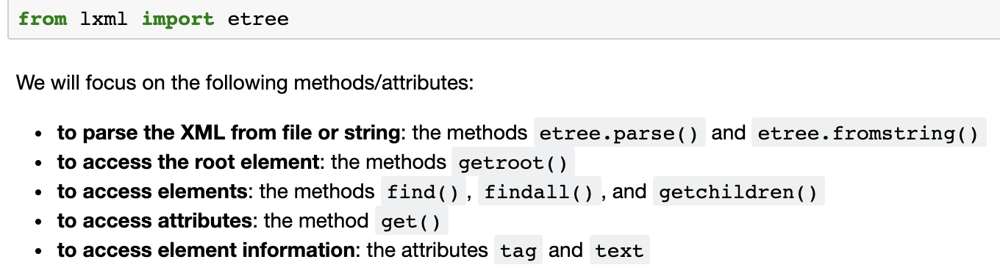 from lxml import etree
We will focus on the following methods/attributes:
• to parse the XML from file or string: the methods etree.parse() and etree.fromstring()
• to access the root element: the methods getroot()
• to access elements: the methods find(), findall(), and getchildren()
• to access attributes: the method get()
• to access element information: the attributes tag and text